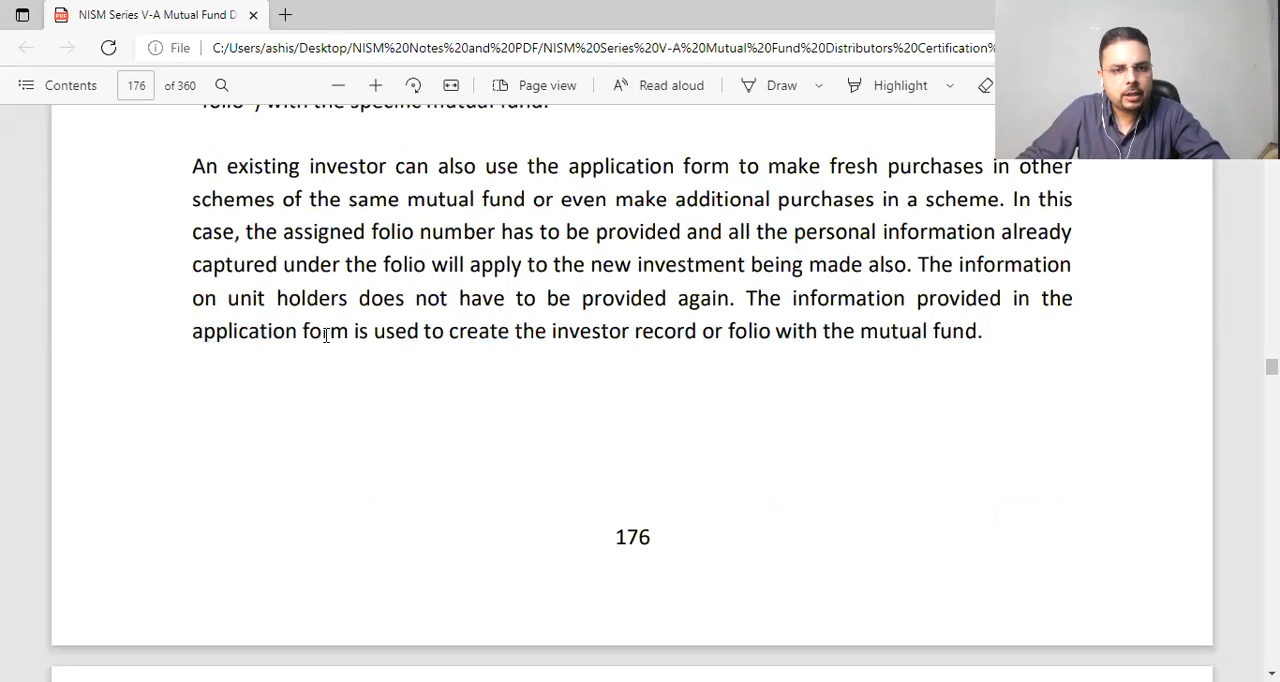 NISM Series V-A Mutual Fund D
File
C:/Users/ashis/Desktop/NISM%20Notes%20and%20PDF/NISM%20Series%20V-A%20Mutual%20Fund%20Distributors%20Certification%
Contents
176
of 360
Page view
Read aloud
Draw
Highlight
"folio", with the specific mutual fund.
An existing investor can also use the application form to make fresh purchases in other
schemes of the same mutual fund or even make additional purchases in a scheme. In this
case, the assigned folio number has to be provided and all the personal information already
captured under the folio will apply to the new investment being made also. The information
on unit holders does not have to be provided again. The information provided in the
application form is used to create the investor record or folio with the mutual fund.
176